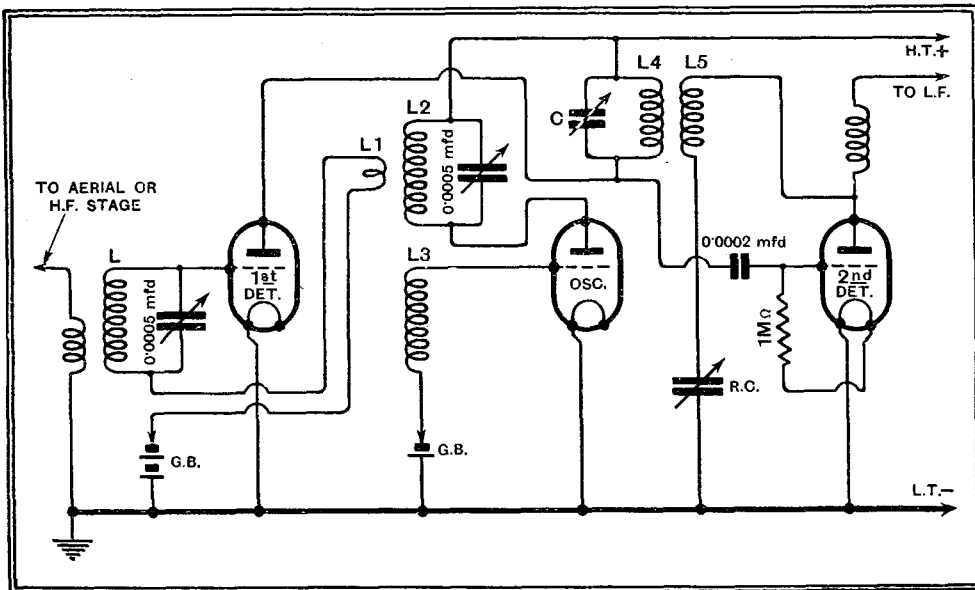 H.T.+
TO L.F.
L4
L5
C
L2
0·0005 mfd
L1
TO AERIAL OR
H.F. STAGE
L
0·0005 mfd
1st
DET.
L3
OSC.
0·0002 mfd
2nd
DET.
1MΩ
R.C.
G.B.
G.B.
L.T.–